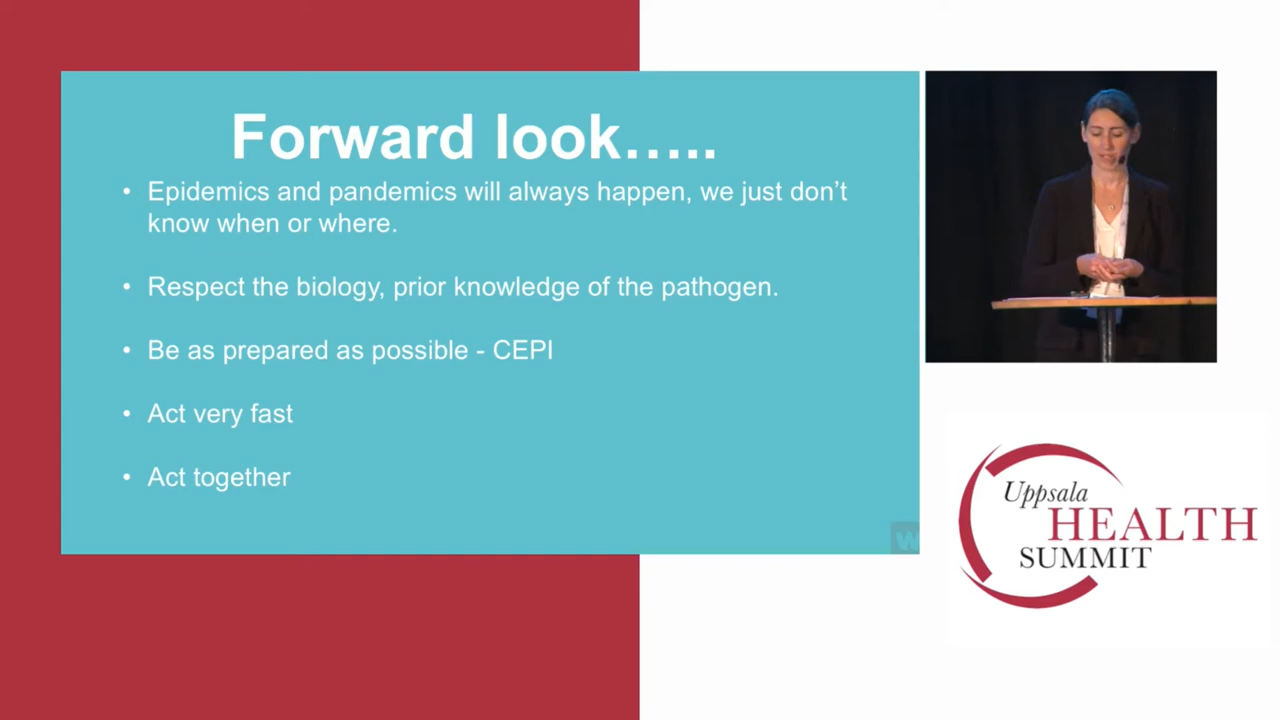 Forward look…..
• Epidemics and pandemics will always happen, we just don’t
know when or where.
• Respect the biology, prior knowledge of the pathogen.
• Be as prepared as possible - CEPI
• Act very fast
• Act together
W
Uppsala
HEALTH
SUMMIT